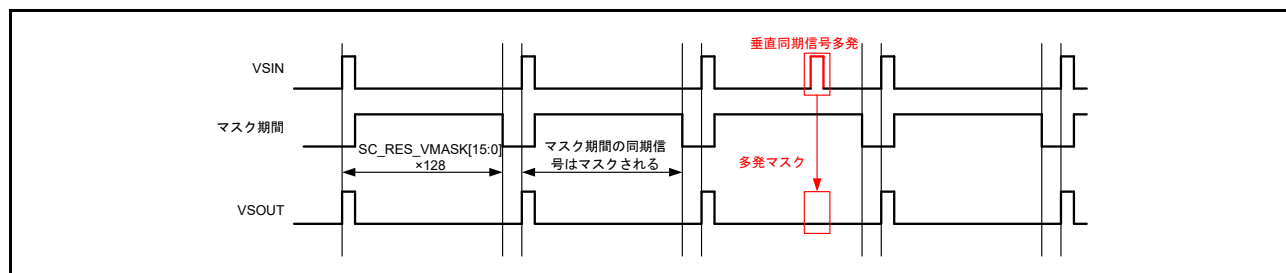 垂直同期信号多発
VSIN
マスク期間
SC_RES_VMASK[15:0]
×128
マスク期間の同期信
号はマスクされる
多発マスク
VSOUT